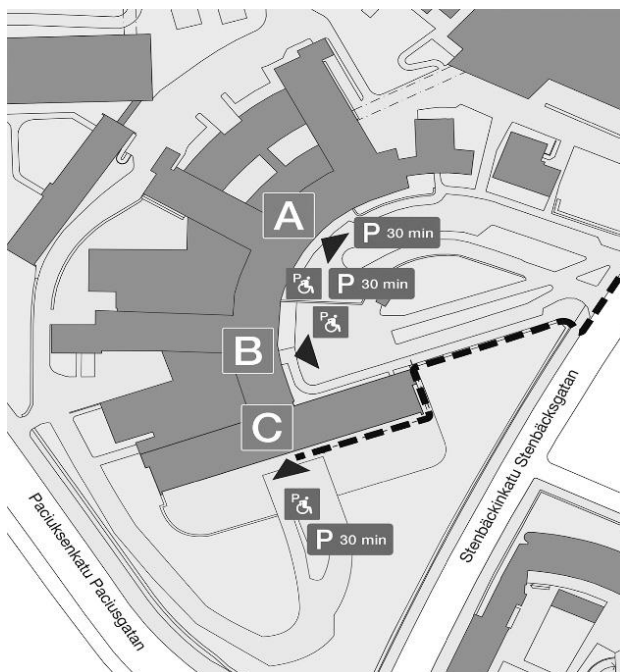 A
P 30 min
P
P 30 min
P
B
C
P
P 30 min
Paciuksenkatu Paciusgatan
Stenbäckinkatu Stenbäcksgatan